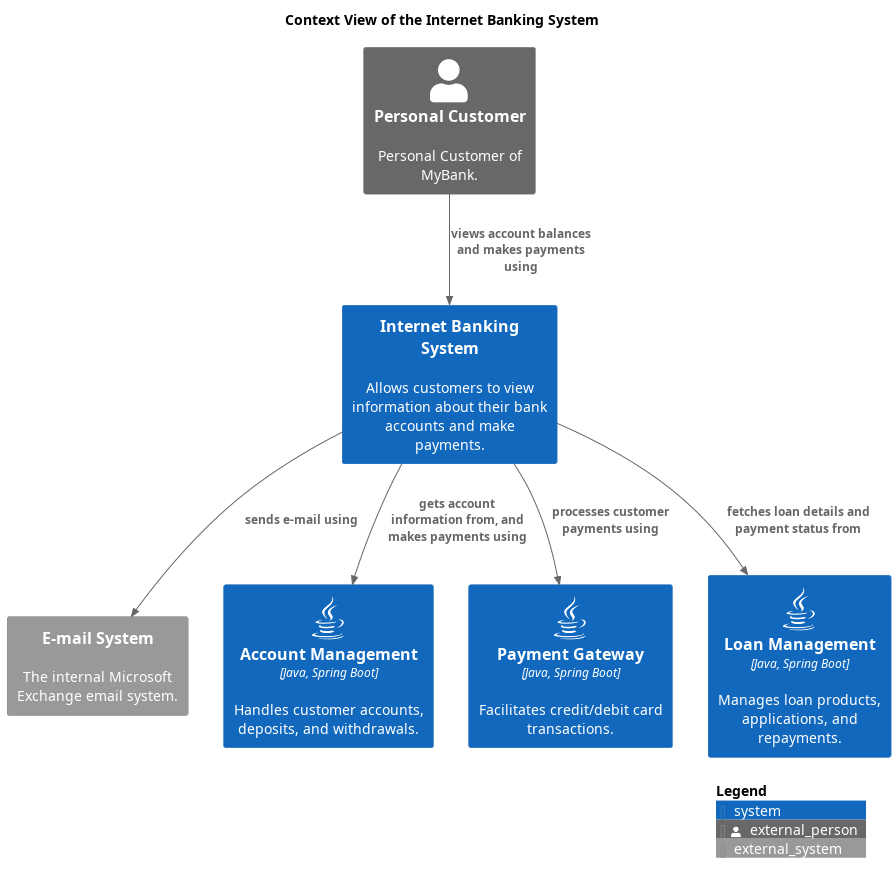 Context View of the Internet Banking System
Personal Customer
Personal Customer of
MyBank.
views account balances
and makes payments
using
Internet Banking
System
Allows customers to view
information about their bank
accounts and make
payments.
sends e-mail using
gets account
information from, and
makes payments using
processes customer
payments using
fetches loan details and
payment status from
E-mail System
The internal Microsoft
Exchange email system.
Account Management
[Java, Spring Boot]
Handles customer accounts,
deposits, and withdrawals.
Payment Gateway
[Java, Spring Boot]
Facilitates credit/debit card
transactions.
Loan Management
[Java, Spring Boot]
Manages loan products,
applications, and
repayments.
Legend
system
external_person
external_system